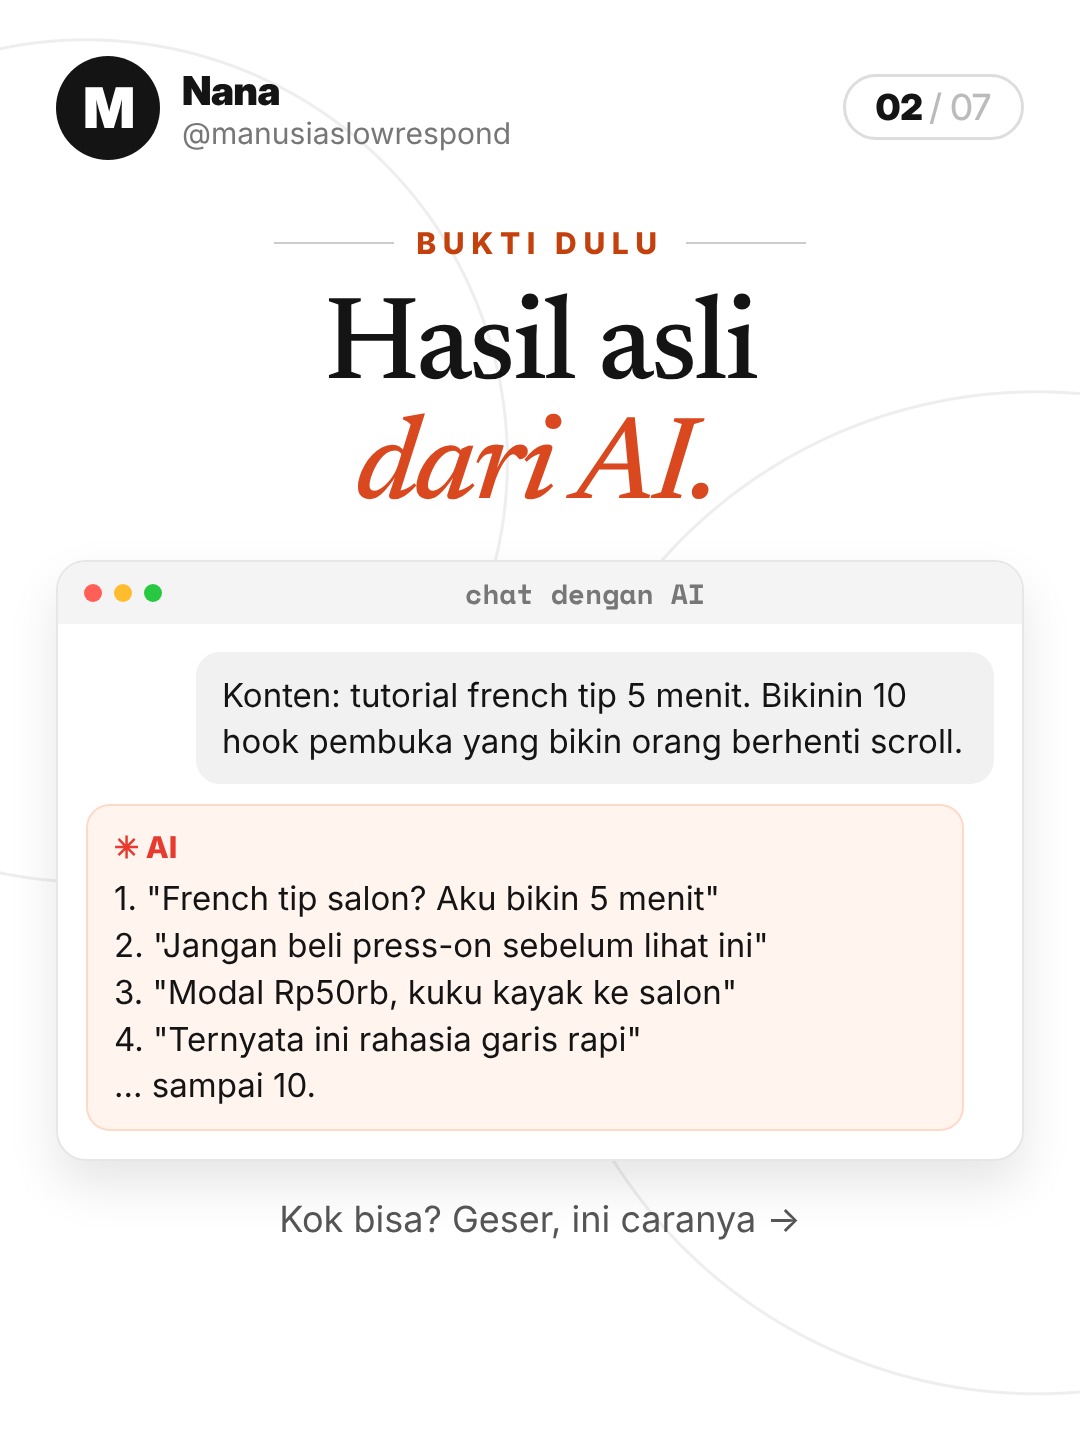 M
Nana
@manusiaslowrespond
02 / 07
BUKTI DULU
Hasil asli
dari AI.
chat dengan AI
Konten: tutorial french tip 5 menit. Bikinin 10
hook pembuka yang bikin orang berhenti scroll.
✳ AI
1. "French tip salon? Aku bikin 5 menit"
2. "Jangan beli press-on sebelum lihat ini"
3. "Modal Rp50rb, kuku kayak ke salon"
4. "Ternyata ini rahasia garis rapi"
... sampai 10.
Kok bisa? Geser, ini caranya →